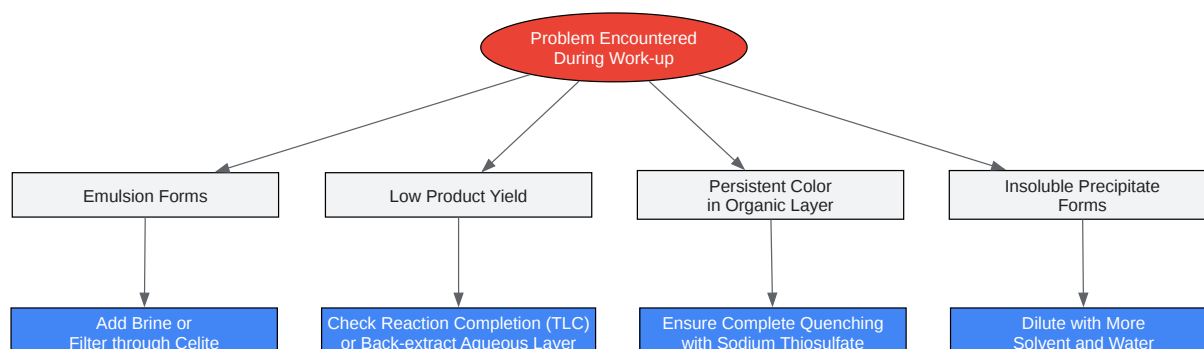 Problem Encountered
During Work-up
Emulsion Forms
Low Product Yield
Persistent Color
in Organic Layer
Insoluble Precipitate
Forms
Add Brine or
Filter through Celite
Check Reaction Completion (TLC)
or Back-extract Aqueous Layer
Ensure Complete Quenching
with Sodium Thiosulfate
Dilute with More
Solvent and Water